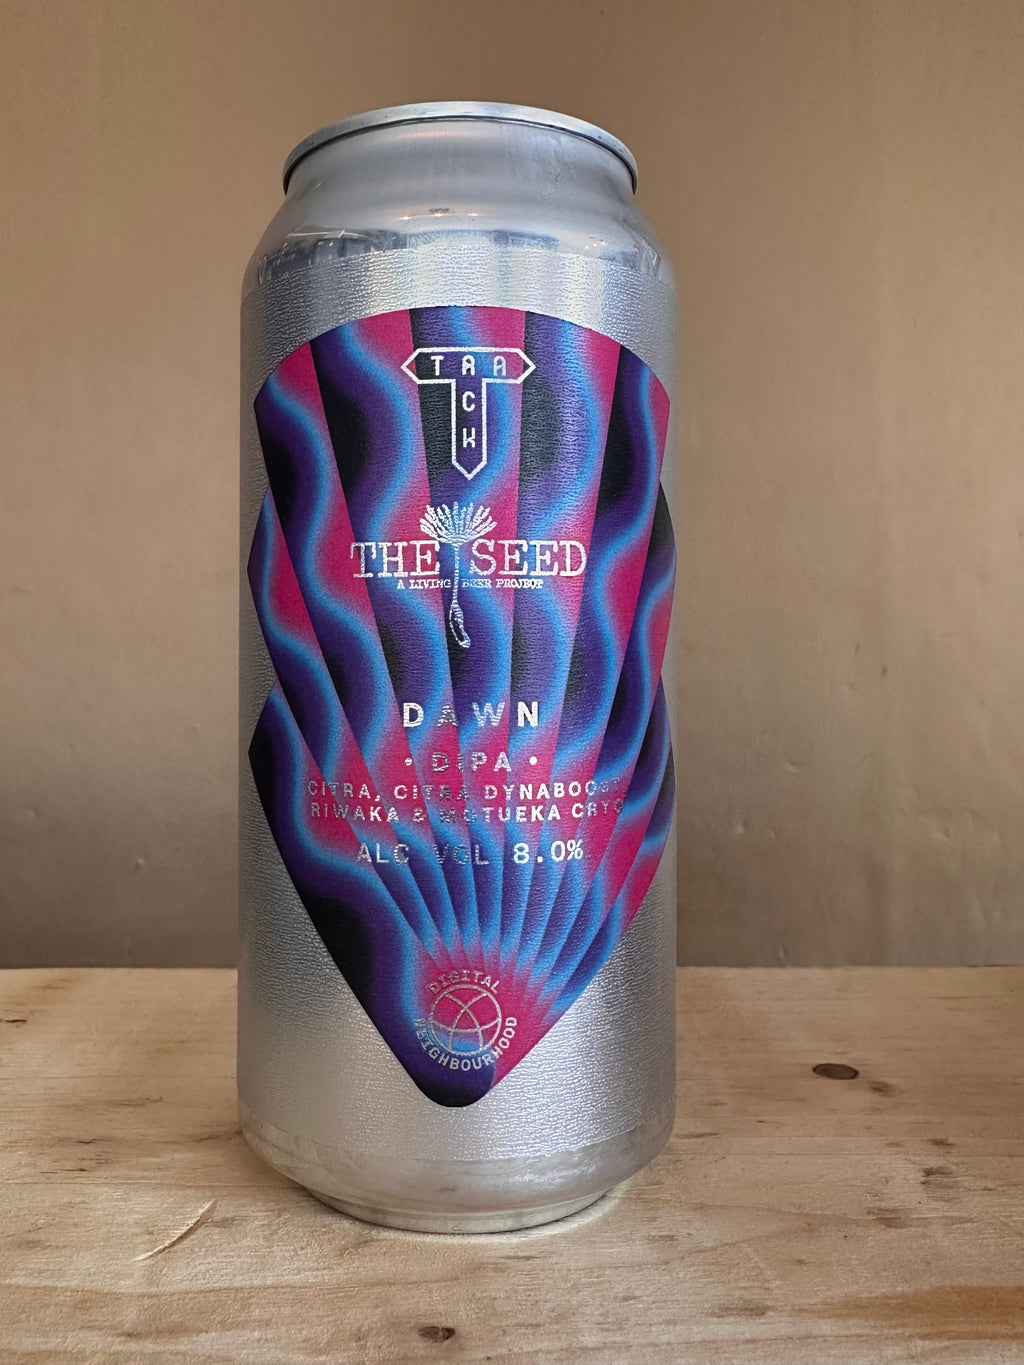 TRA
C
K
THE SEED
A LIVING BEER PROJECT
DAWN
• DIPA •
CITRA, CITRA DYNABOOST,
RIWAKA & MOTUEKA CRYO
ALC VOL 8.0%
DIGITAL
NEIGHBOURHOOD